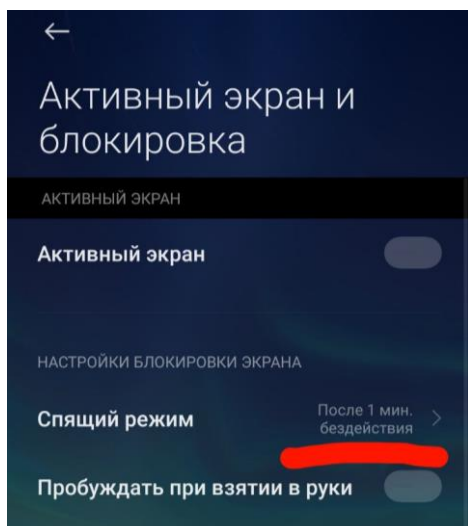 Активный экран и
блокировка
АКТИВНЫЙ ЭКРАН
Активный экран
НАСТРОЙКИ БЛОКИРОВКИ ЭКРАНА
Спящий режим
После 1 мин.
бездействия
Пробуждать при взятии в руки